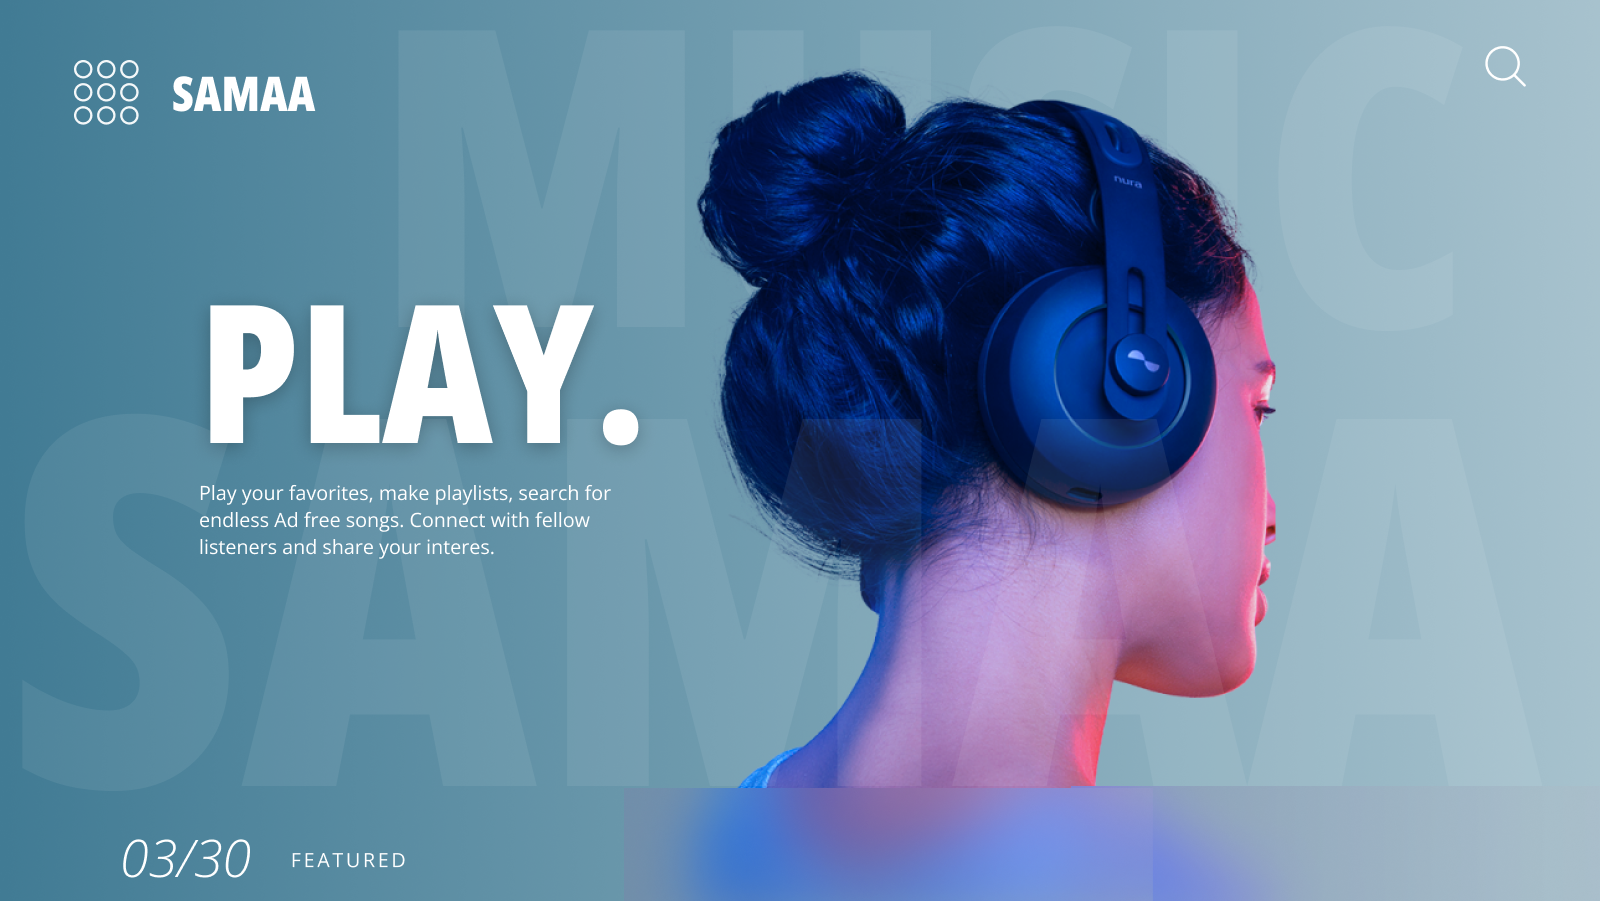 MUSIC
SAMAA
nura
PLAY.
SAMAA
Play your favorites, make playlists, search for
endless Ad free songs. Connect with fellow
listeners and share your interes.
03/30
FEATURED